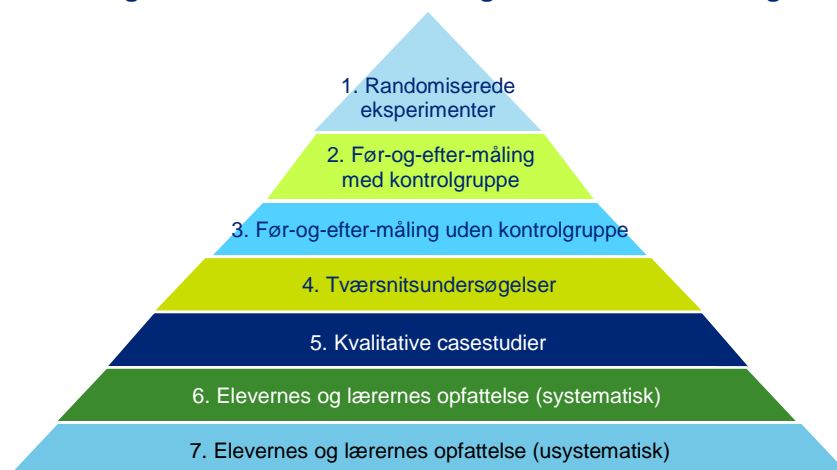 1. Randomiserede
eksperimenter
2. Før-og-efter-måling
med kontrolgruppe
3. Før-og-efter-måling uden kontrolgruppe
4. Tværsnitsundersøgelser
5. Kvalitative casestudier
6. Elevernes og lærernes opfattelse (systematisk)
7. Elevernes og lærernes opfattelse (usystematisk)